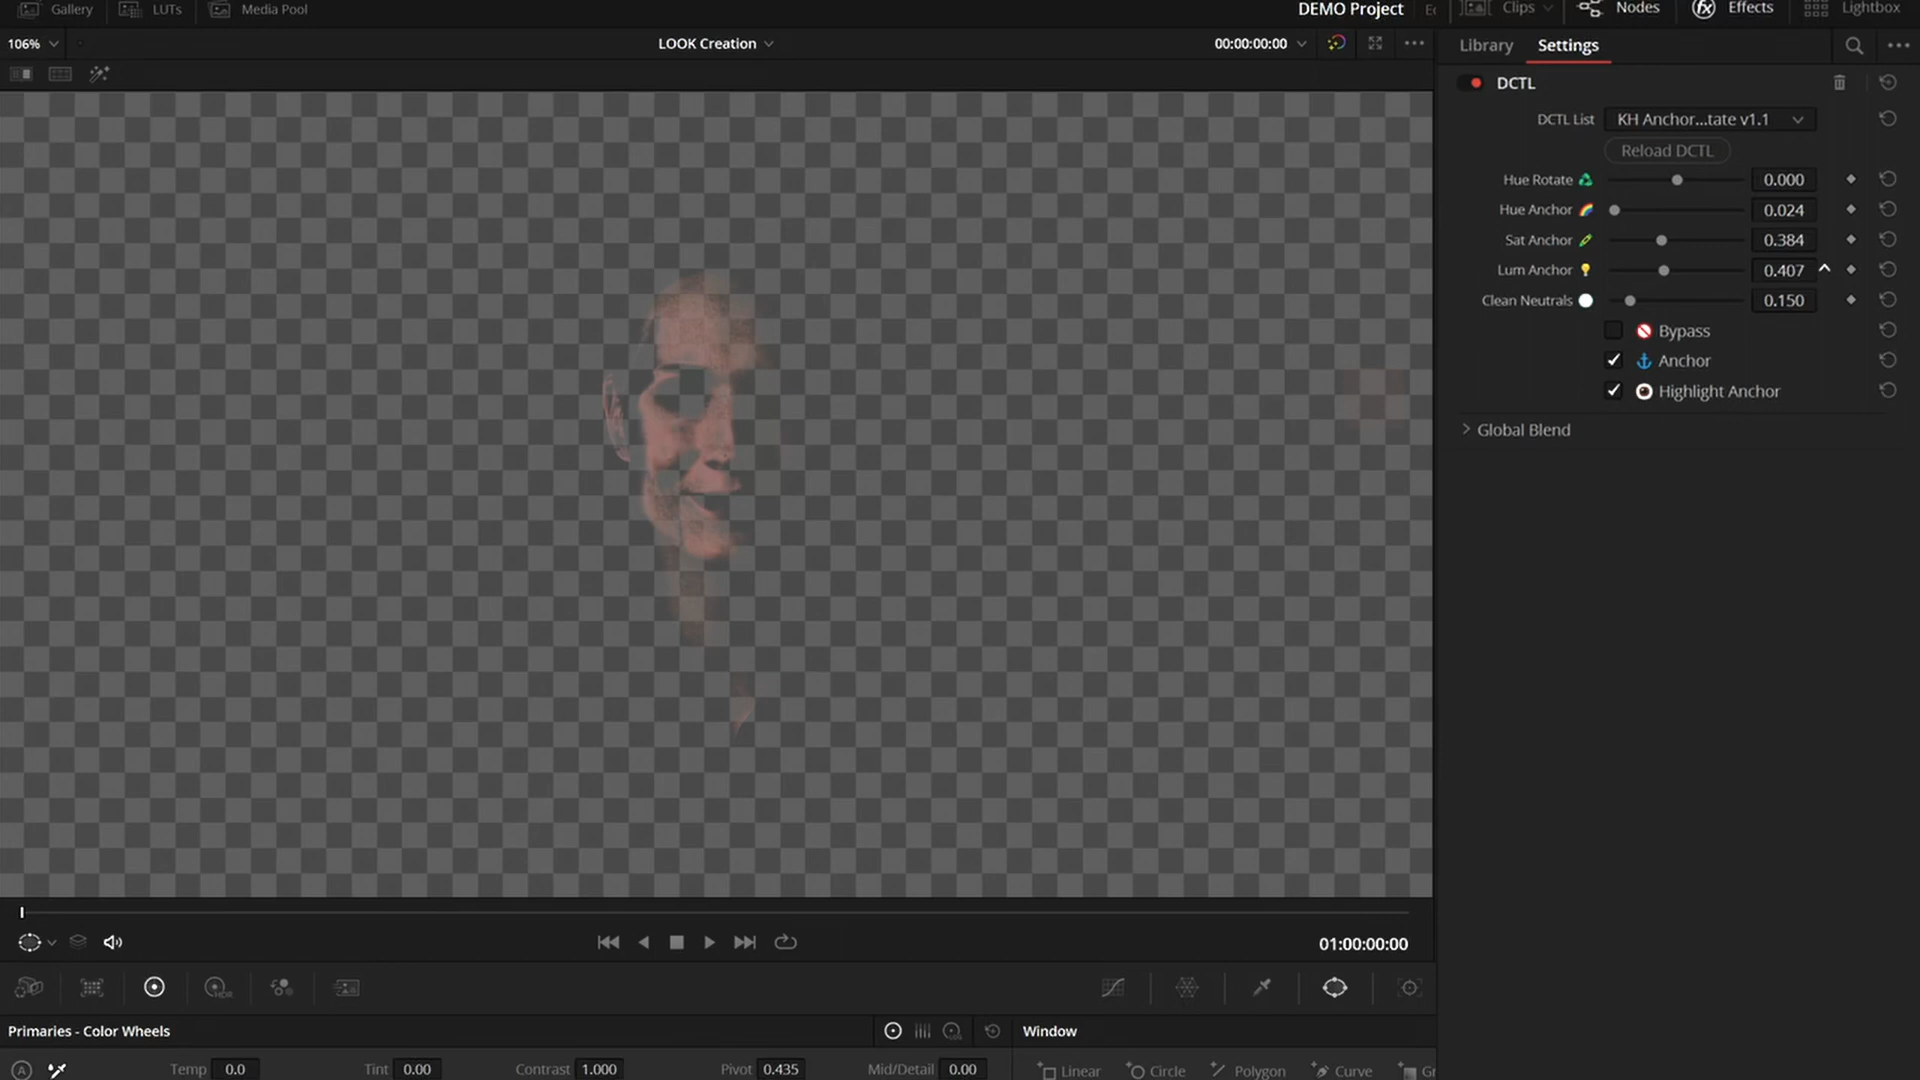 Gallery LUTs Media Pool DEMO Project Clips Nodes Effects Lightbox
106% LOOK Creation 00:00:00:00 Library Settings
DCTL
DCTL List KH Anchor...tate v1.1
Reload DCTL
Hue Rotate 0.000
Hue Anchor 0.024
Sat Anchor 0.384
Lum Anchor 0.407
Clean Neutrals 0.150
Bypass
Anchor
Highlight Anchor
Global Blend
01:00:00:00
HDR
Primaries - Color Wheels Window
A Temp 0.0 Tint 0.00 Contrast 1.000 Pivot 0.435 Mid/Detail 0.00 Linear Circle Polygon Curve Gr